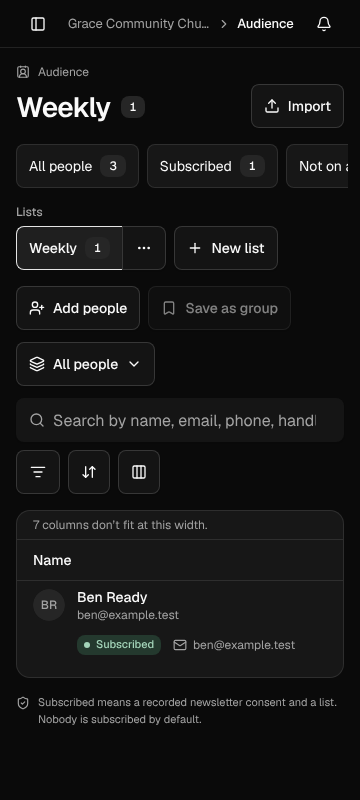 Grace Community Chu... > Audience
Audience
Weekly 1
Import
All people 3
Subscribed 1
Not on a
Lists
Weekly 1
New list
Add people
Save as group
All people
Search by name, email, phone, handl
7 columns don't fit at this width.
Name
BR
Ben Ready
ben@example.test
Subscribed
ben@example.test
Subscribed means a recorded newsletter consent and a list.
Nobody is subscribed by default.